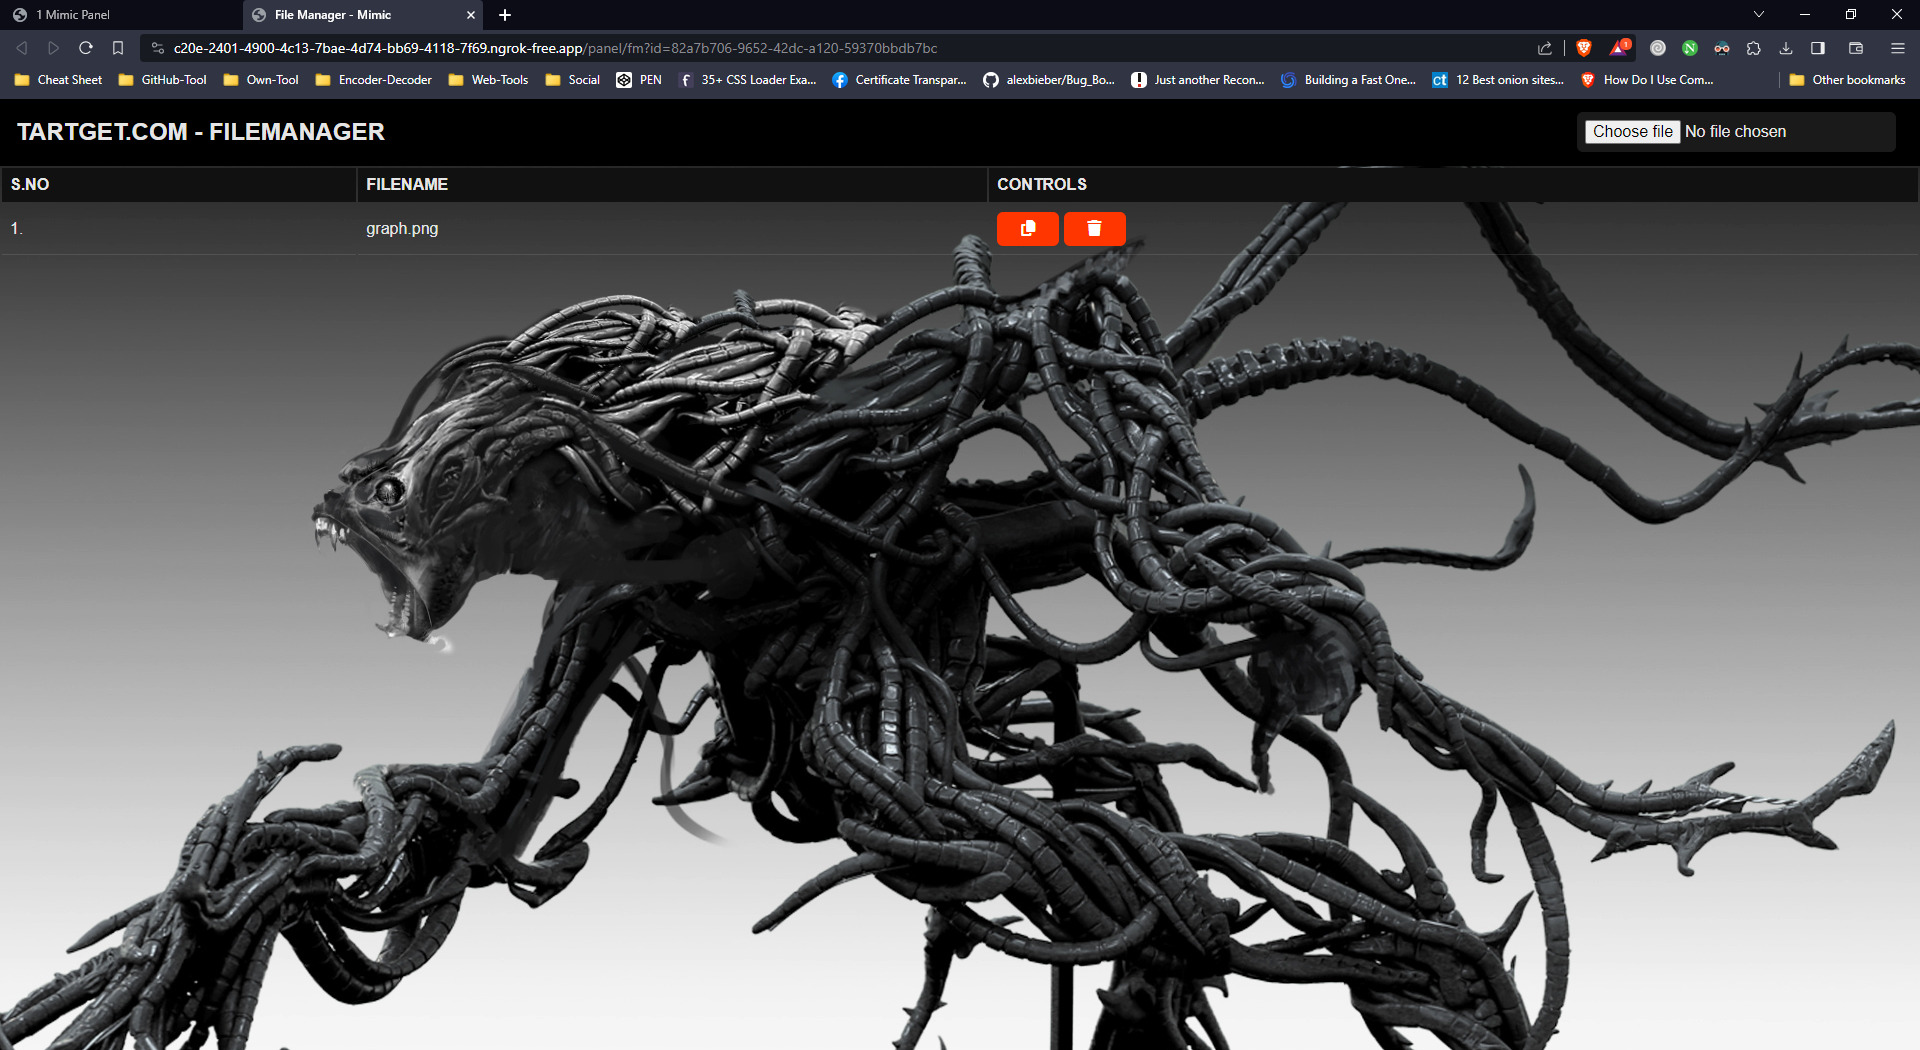 1 Mimic Panel
File Manager - Mimic
c20e-2401-4900-4c13-7bae-4d74-bb69-4118-7f69.ngrok-free.app/panel/fm?id=82a7b706-9652-42dc-a120-59370bbdb7bc
1
Cheat Sheet GitHub-Tool Own-Tool Encoder-Decoder Web-Tools Social PEN 35+ CSS Loader Exa... Certificate Transpar... alexbieber/Bug_Bo... Just another Recon... Building a Fast One... ct 12 Best onion sites... How Do I Use Com... Other bookmarks
TARTGET.COM - FILEMANAGER
Choose file No file chosen
S.NO FILENAME CONTROLS
1. graph.png